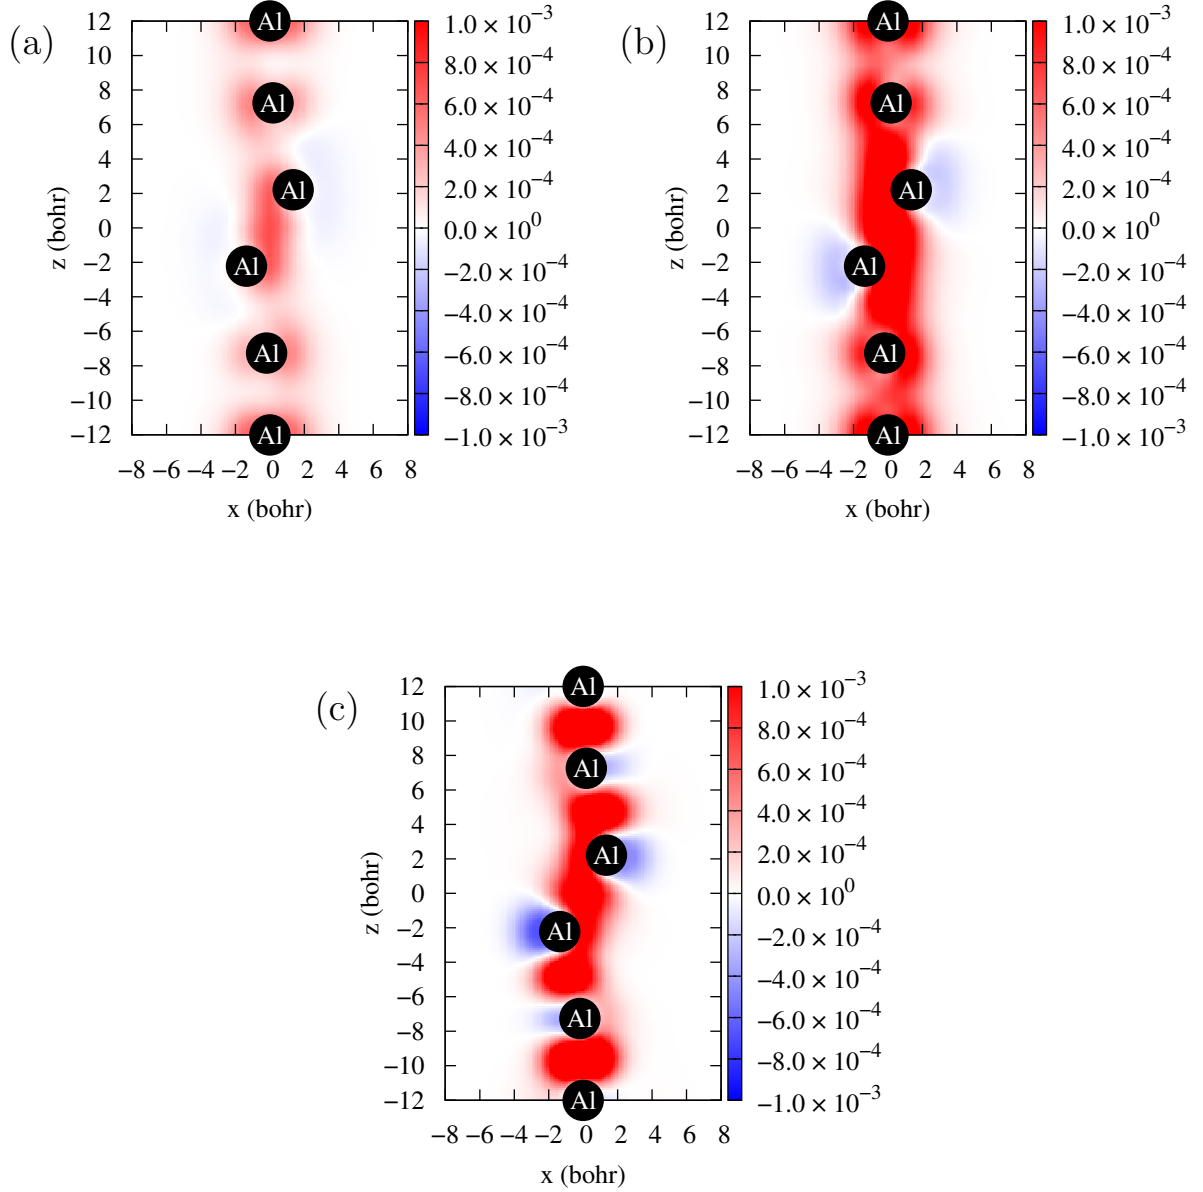 (a)
12
10
8
6
4
2
0
−2
−4
−6
−8
−10
−12
z (bohr)
−8 −6 −4 −2 0 2 4 6 8
x (bohr)
Al
Al
Al
Al
Al
Al
1.0 × 10⁻³
8.0 × 10⁻⁴
6.0 × 10⁻⁴
4.0 × 10⁻⁴
2.0 × 10⁻⁴
0.0 × 10⁰
−2.0 × 10⁻⁴
−4.0 × 10⁻⁴
−6.0 × 10⁻⁴
−8.0 × 10⁻⁴
−1.0 × 10⁻³
(b)
12
10
8
6
4
2
0
−2
−4
−6
−8
−10
−12
z (bohr)
−8 −6 −4 −2 0 2 4 6 8
x (bohr)
Al
Al
Al
Al
Al
Al
1.0 × 10⁻³
8.0 × 10⁻⁴
6.0 × 10⁻⁴
4.0 × 10⁻⁴
2.0 × 10⁻⁴
0.0 × 10⁰
−2.0 × 10⁻⁴
−4.0 × 10⁻⁴
−6.0 × 10⁻⁴
−8.0 × 10⁻⁴
−1.0 × 10⁻³
(c)
12
10
8
6
4
2
0
−2
−4
−6
−8
−10
−12
z (bohr)
−8 −6 −4 −2 0 2 4 6 8
x (bohr)
Al
Al
Al
Al
Al
Al
1.0 × 10⁻³
8.0 × 10⁻⁴
6.0 × 10⁻⁴
4.0 × 10⁻⁴
2.0 × 10⁻⁴
0.0 × 10⁰
−2.0 × 10⁻⁴
−4.0 × 10⁻⁴
−6.0 × 10⁻⁴
−8.0 × 10⁻⁴
−1.0 × 10⁻³